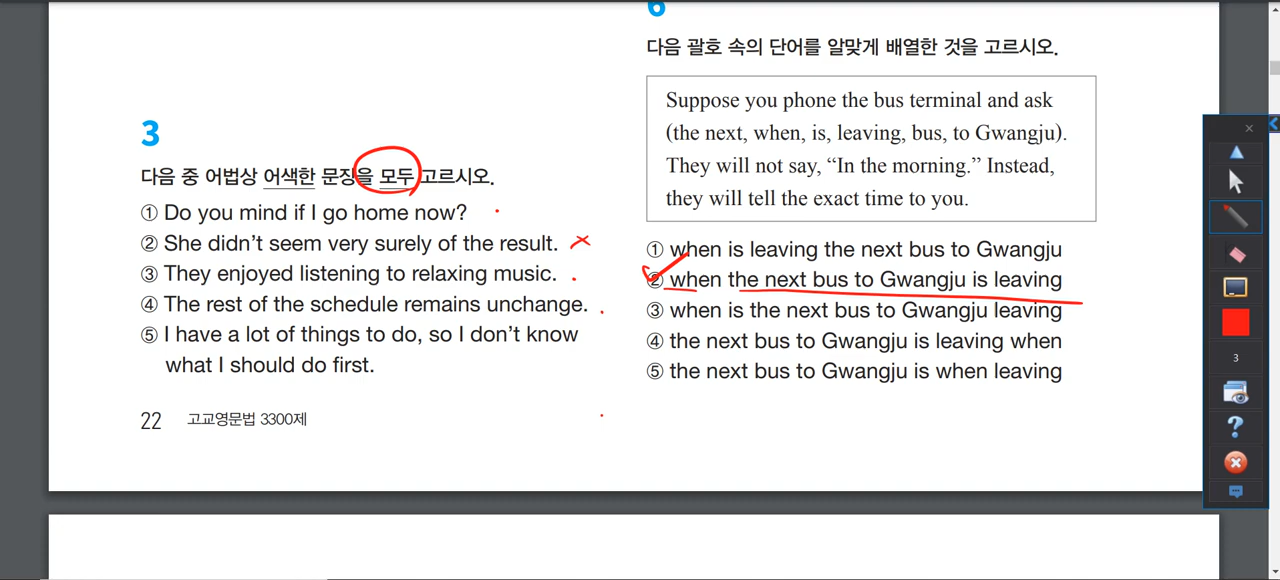 3
다음 중 어법상 어색한 문장을 모두 고르시오.
① Do you mind if I go home now?
② She didn't seem very surely of the result.
③ They enjoyed listening to relaxing music.
④ The rest of the schedule remains unchange.
⑤ I have a lot of things to do, so I don't know
what I should do first.
22 고교영문법 3300제
6
다음 괄호 속의 단어를 알맞게 배열한 것을 고르시오.
Suppose you phone the bus terminal and ask
(the next, when, is, leaving, bus, to Gwangju).
They will not say, “In the morning.” Instead,
they will tell the exact time to you.
① when is leaving the next bus to Gwangju
② when the next bus to Gwangju is leaving
③ when is the next bus to Gwangju leaving
④ the next bus to Gwangju is leaving when
⑤ the next bus to Gwangju is when leaving
3